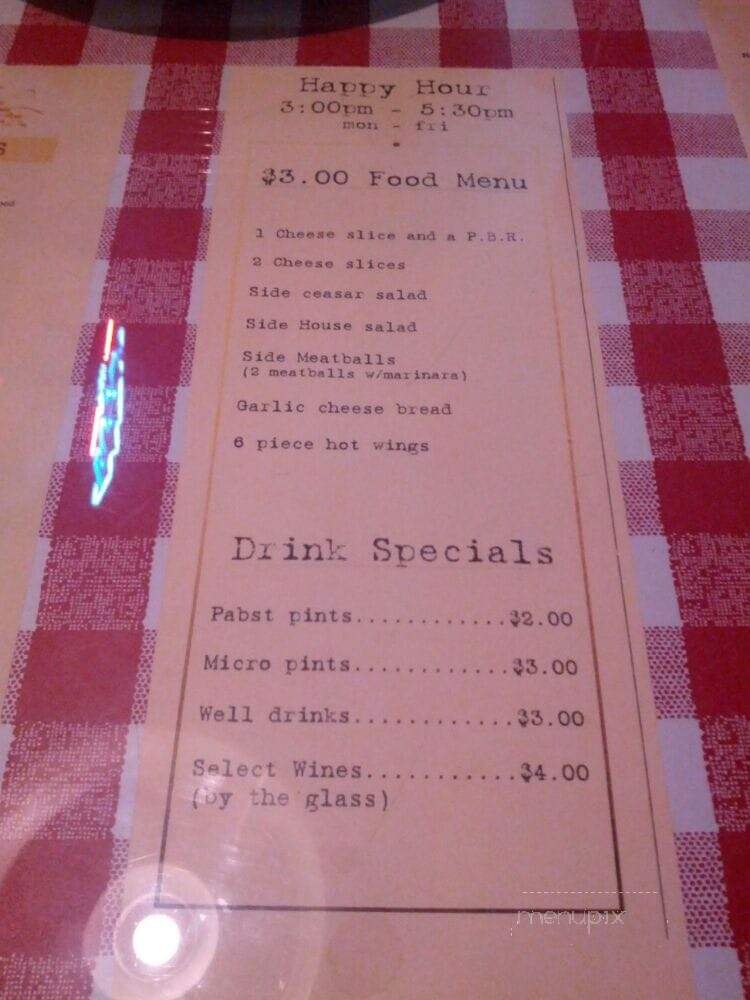 Happy Hour
3:00pm - 5:30pm
mon - fri
$3.00 Food Menu
1 Cheese slice and a P.B.R.
2 Cheese slices
Side ceasar salad
Side House salad
Side Meatballs
(2 meatballs w/marinara)
Garlic cheese bread
6 piece hot wings
Drink Specials
Pabst pints............$2.00
Micro pints............$3.00
Well drinks............$3.00
Select Wines...........$4.00
(by the glass)
menupix